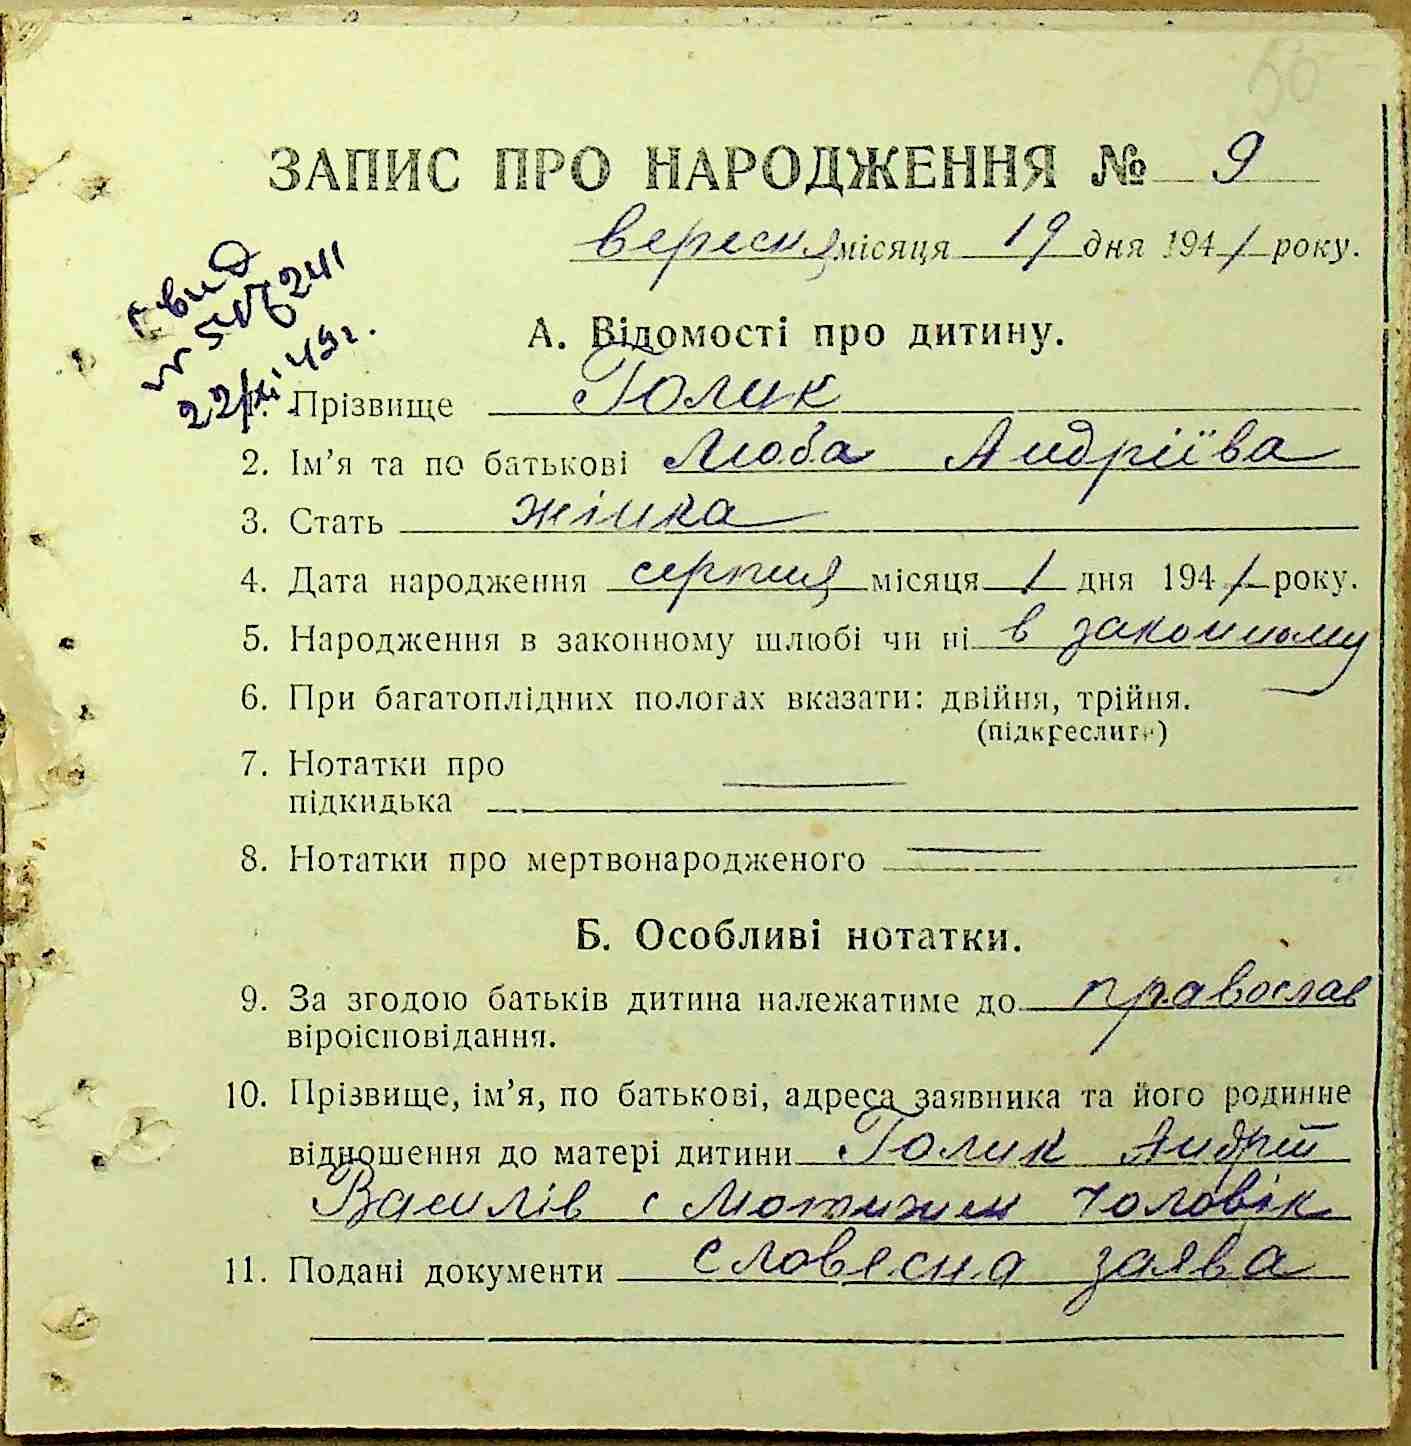 56
ЗАПИС ПРО НАРОДЖЕННЯ № 9
вересня місяця 19 дня 1941 року.
свид
22/XI 49г.
А. Відомості про дитину.
1. Прізвище Голик
2. Ім'я та по батькові Люба Андріїва
3. Стать жінка
4. Дата народження серпня місяця 1 дня 1941 року.
5. Народження в законному шлюбі чи ні в законному
6. При багатоплідних пологах вказати: двійня, трійня.
(підкреслити)
7. Нотатки про
підкидька
8. Нотатки про мертвонародженого
Б. Особливі нотатки.
9. За згодою батьків дитина належатиме до православ
віроісповідання.
10. Прізвище, ім'я, по батькові, адреса заявника та його родинне
відношення до матері дитини Голик Андрій
Василів с чоловік
11. Подані документи словесна заява